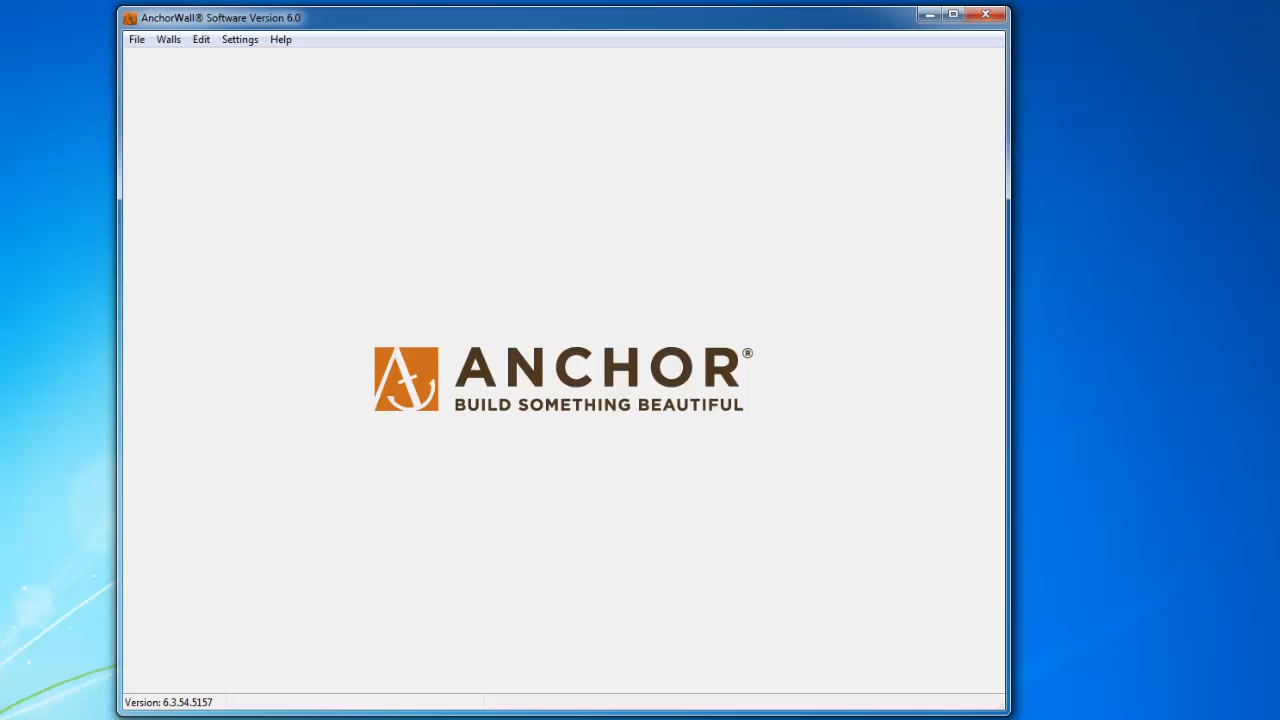 AnchorWall® Software Version 6.0
File Walls Edit Settings Help
ANCHOR®
BUILD SOMETHING BEAUTIFUL
Version: 6.3.54.5157